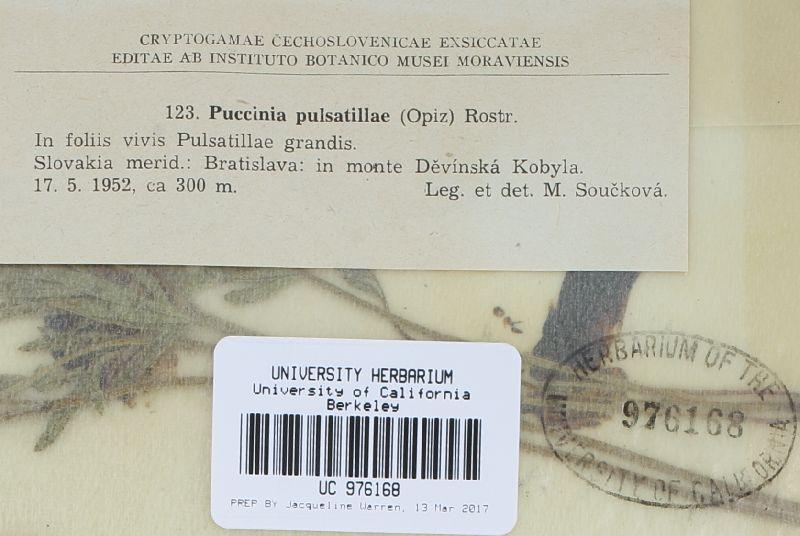 CRYPTOGAMAE ČECHOSLOVENICAE EXSICCATAE
EDITAE AB INSTITUTO BOTANICO MUSEI MORAVIENSIS
123. Puccinia pulsatillae (Opiz) Rostr.
In foliis vivis Pulsatillae grandis.
Slovakia merid.: Bratislava: in monte Děvínská Kobyla.
17. 5. 1952, ca 300 m. Leg. et det. M. Součková.
UNIVERSITY HERBARIUM
University of California
Berkeley
UC 976168
PREP BY Jacqueline Warren, 13 Mar 2017
HERBARIUM OF THE
976168
UNIVERSITY OF CALIFORNIA